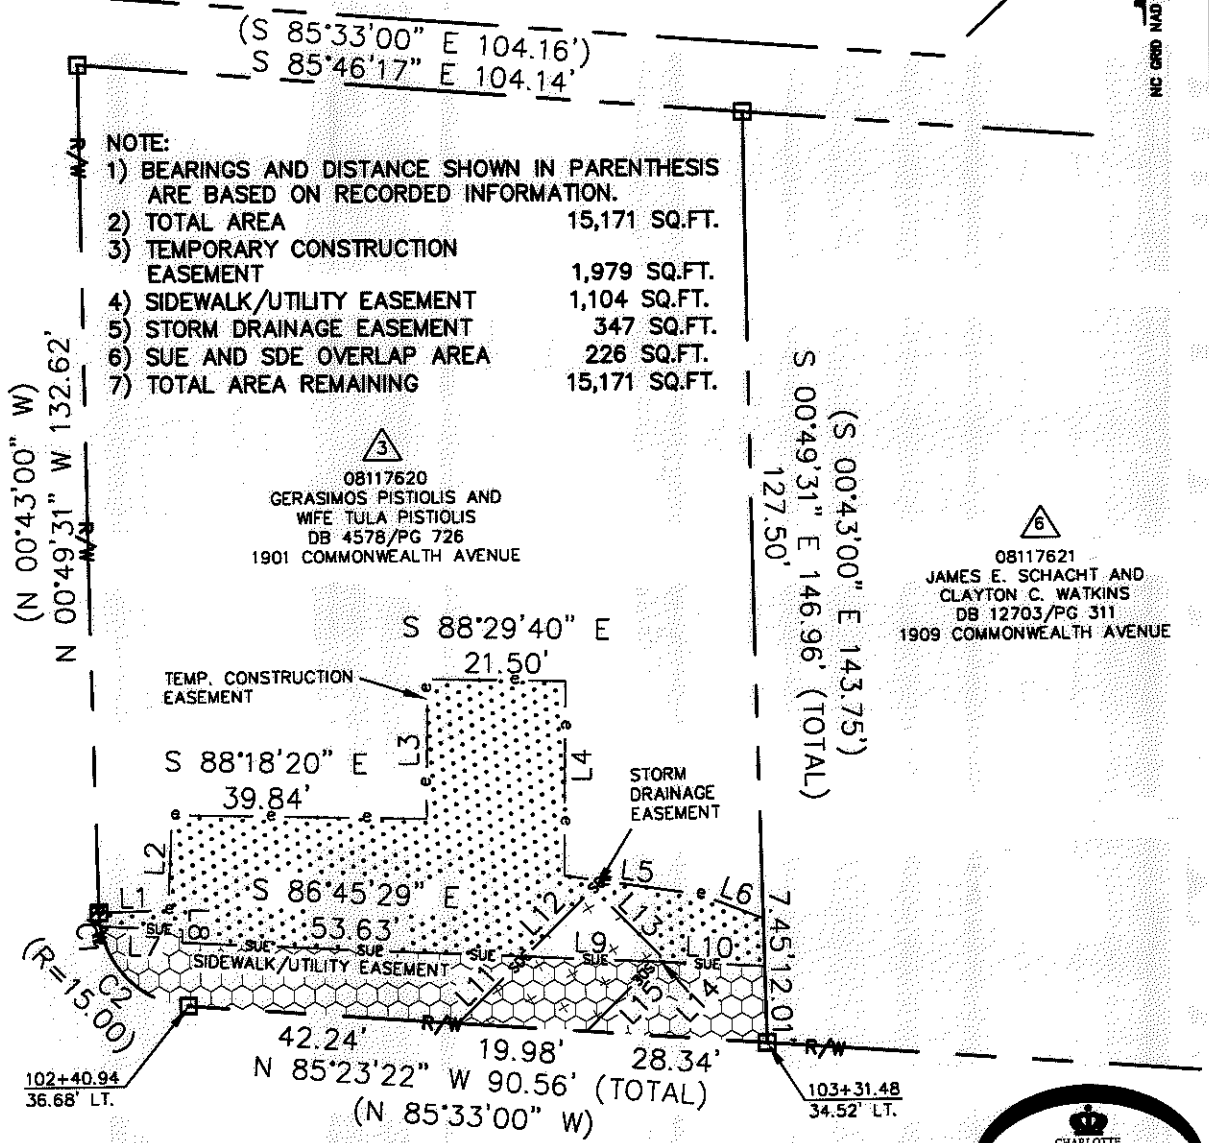 (S 85°33'00" E 104.16')
S 85°46'17" E 104.14'
NC GRID NAD
R/W
NOTE:
1) BEARINGS AND DISTANCE SHOWN IN PARENTHESIS
ARE BASED ON RECORDED INFORMATION.
2) TOTAL AREA 15,171 SQ.FT.
3) TEMPORARY CONSTRUCTION
EASEMENT 1,979 SQ.FT.
4) SIDEWALK/UTILITY EASEMENT 1,104 SQ.FT.
5) STORM DRAINAGE EASEMENT 347 SQ.FT.
6) SUE AND SDE OVERLAP AREA 226 SQ.FT.
7) TOTAL AREA REMAINING 15,171 SQ.FT.
(N 00°43'00" W)
N 00°49'31" W 132.62'
R/W
3
08117620
GERASIMOS PISTIOLIS AND
WIFE TULA PISTIOLIS
DB 4578/PG 726
1901 COMMONWEALTH AVENUE
(S 00°43'00" E 143.75')
S 00°49'31" E 146.96' (TOTAL)
127.50'
6
08117621
JAMES E. SCHACHT AND
CLAYTON C. WATKINS
DB 12703/PG 311
1909 COMMONWEALTH AVENUE
S 88°29'40" E
21.50'
TEMP. CONSTRUCTION
EASEMENT
L3
L4
S 88°18'20" E
39.84'
STORM
DRAINAGE
EASEMENT
L2
L5
L6
L1
S 86°45'29" E
53.63'
L12
L13
7.45'
12.01'
L7
SUE
L8
SUE
SUE
SUE
L9
SUE
L10
SUE
SIDEWALK/UTILITY EASEMENT
C2
(R=15.00)
L11
SDE
SDE
L15
L14
R/W
42.24'
19.98'
28.34'
R/W
N 85°23'22" W 90.56' (TOTAL)
(N 85°33'00" W)
102+40.94
36.68' LT.
103+31.48
34.52' LT.
CHARLOTTE